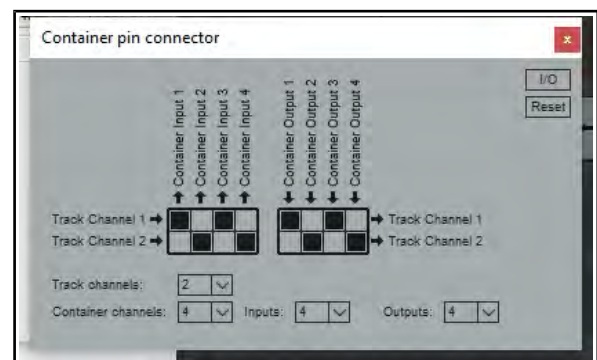 Container pin connector
x
I/O
Reset
Container Input 1
Container Input 2
Container Input 3
Container Input 4
Container Output 1
Container Output 2
Container Output 3
Container Output 4
Track Channel 1
Track Channel 1
Track Channel 2
Track Channel 2
Track channels: 2
Container channels: 4 Inputs: 4 Outputs: 4